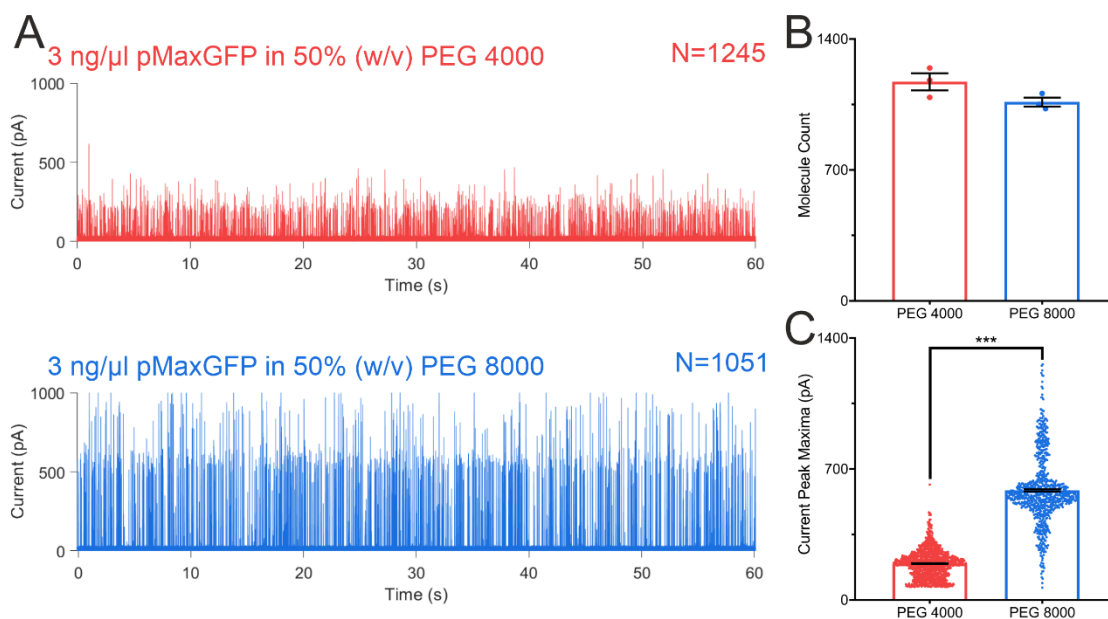 A
3 ng/µl pMaxGFP in 50% (w/v) PEG 4000
N=1245
1000
500
0
Current (pA)
0 10 20 30 40 50 60
Time (s)
3 ng/µl pMaxGFP in 50% (w/v) PEG 8000
N=1051
1000
500
0
Current (pA)
0 10 20 30 40 50 60
Time (s)
B
1400
700
0
Molecule Count
PEG 4000 PEG 8000
C
1400
700
0
Current Peak Maxima (pA)
***
PEG 4000 PEG 8000